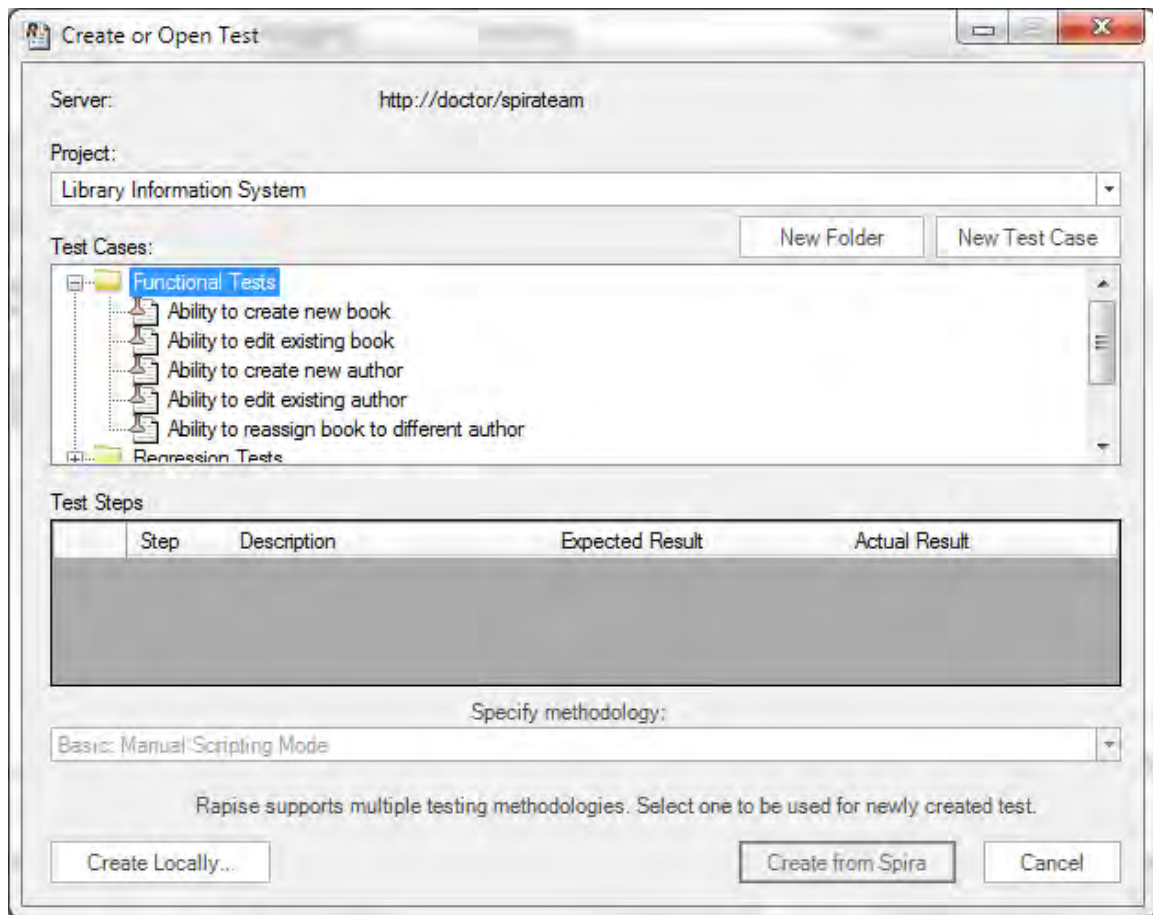 Create or Open Test
Server: http://doctor/spirateam
Project:
Library Information System
New Folder New Test Case
Test Cases:
Functional Tests
Ability to create new book
Ability to edit existing book
Ability to create new author
Ability to edit existing author
Ability to reassign book to different author
Regression Tests
Test Steps
Step Description Expected Result Actual Result
Specify methodology:
Basic: Manual Scripting Mode
Rapise supports multiple testing methodologies. Select one to be used for newly created test.
Create Locally... Create from Spira Cancel